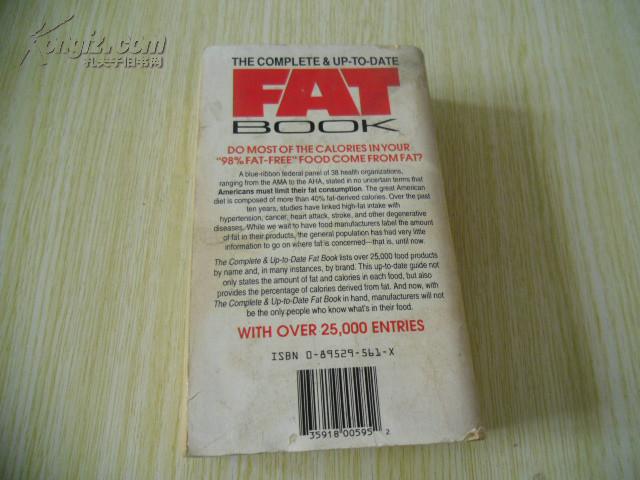 Kongfz.com
孔夫子旧书网
THE COMPLETE & UP-TO-DATE
FAT
BOOK
DO MOST OF THE CALORIES IN YOUR
"98% FAT-FREE" FOOD COME FROM FAT?
A blue-ribbon federal panel of 38 health organizations,
ranging from the AMA to the AHA, stated in no uncertain terms that
Americans must limit their fat consumption. The great American
diet is composed of more than 40% fat-derived calories. Over the past
ten years, studies have linked high-fat intake with
hypertension, cancer, heart attack, stroke, and other degenerative
diseases. While we wait to have food manufacturers label the amount
of fat in their products, the general population has had very little
information to go on where fat is concerned—that is, until now.
The Complete & Up-to-Date Fat Book lists over 25,000 food products
by name and, in many instances, by brand. This up-to-date guide not
only states the amount of fat and calories in each food, but also
provides the percentage of calories derived from fat. And now, with
The Complete & Up-to-Date Fat Book in hand, manufacturers will not
be the only people who know what's in their food.
WITH OVER 25,000 ENTRIES
ISBN 0-89529-561-X
35918 00595 2